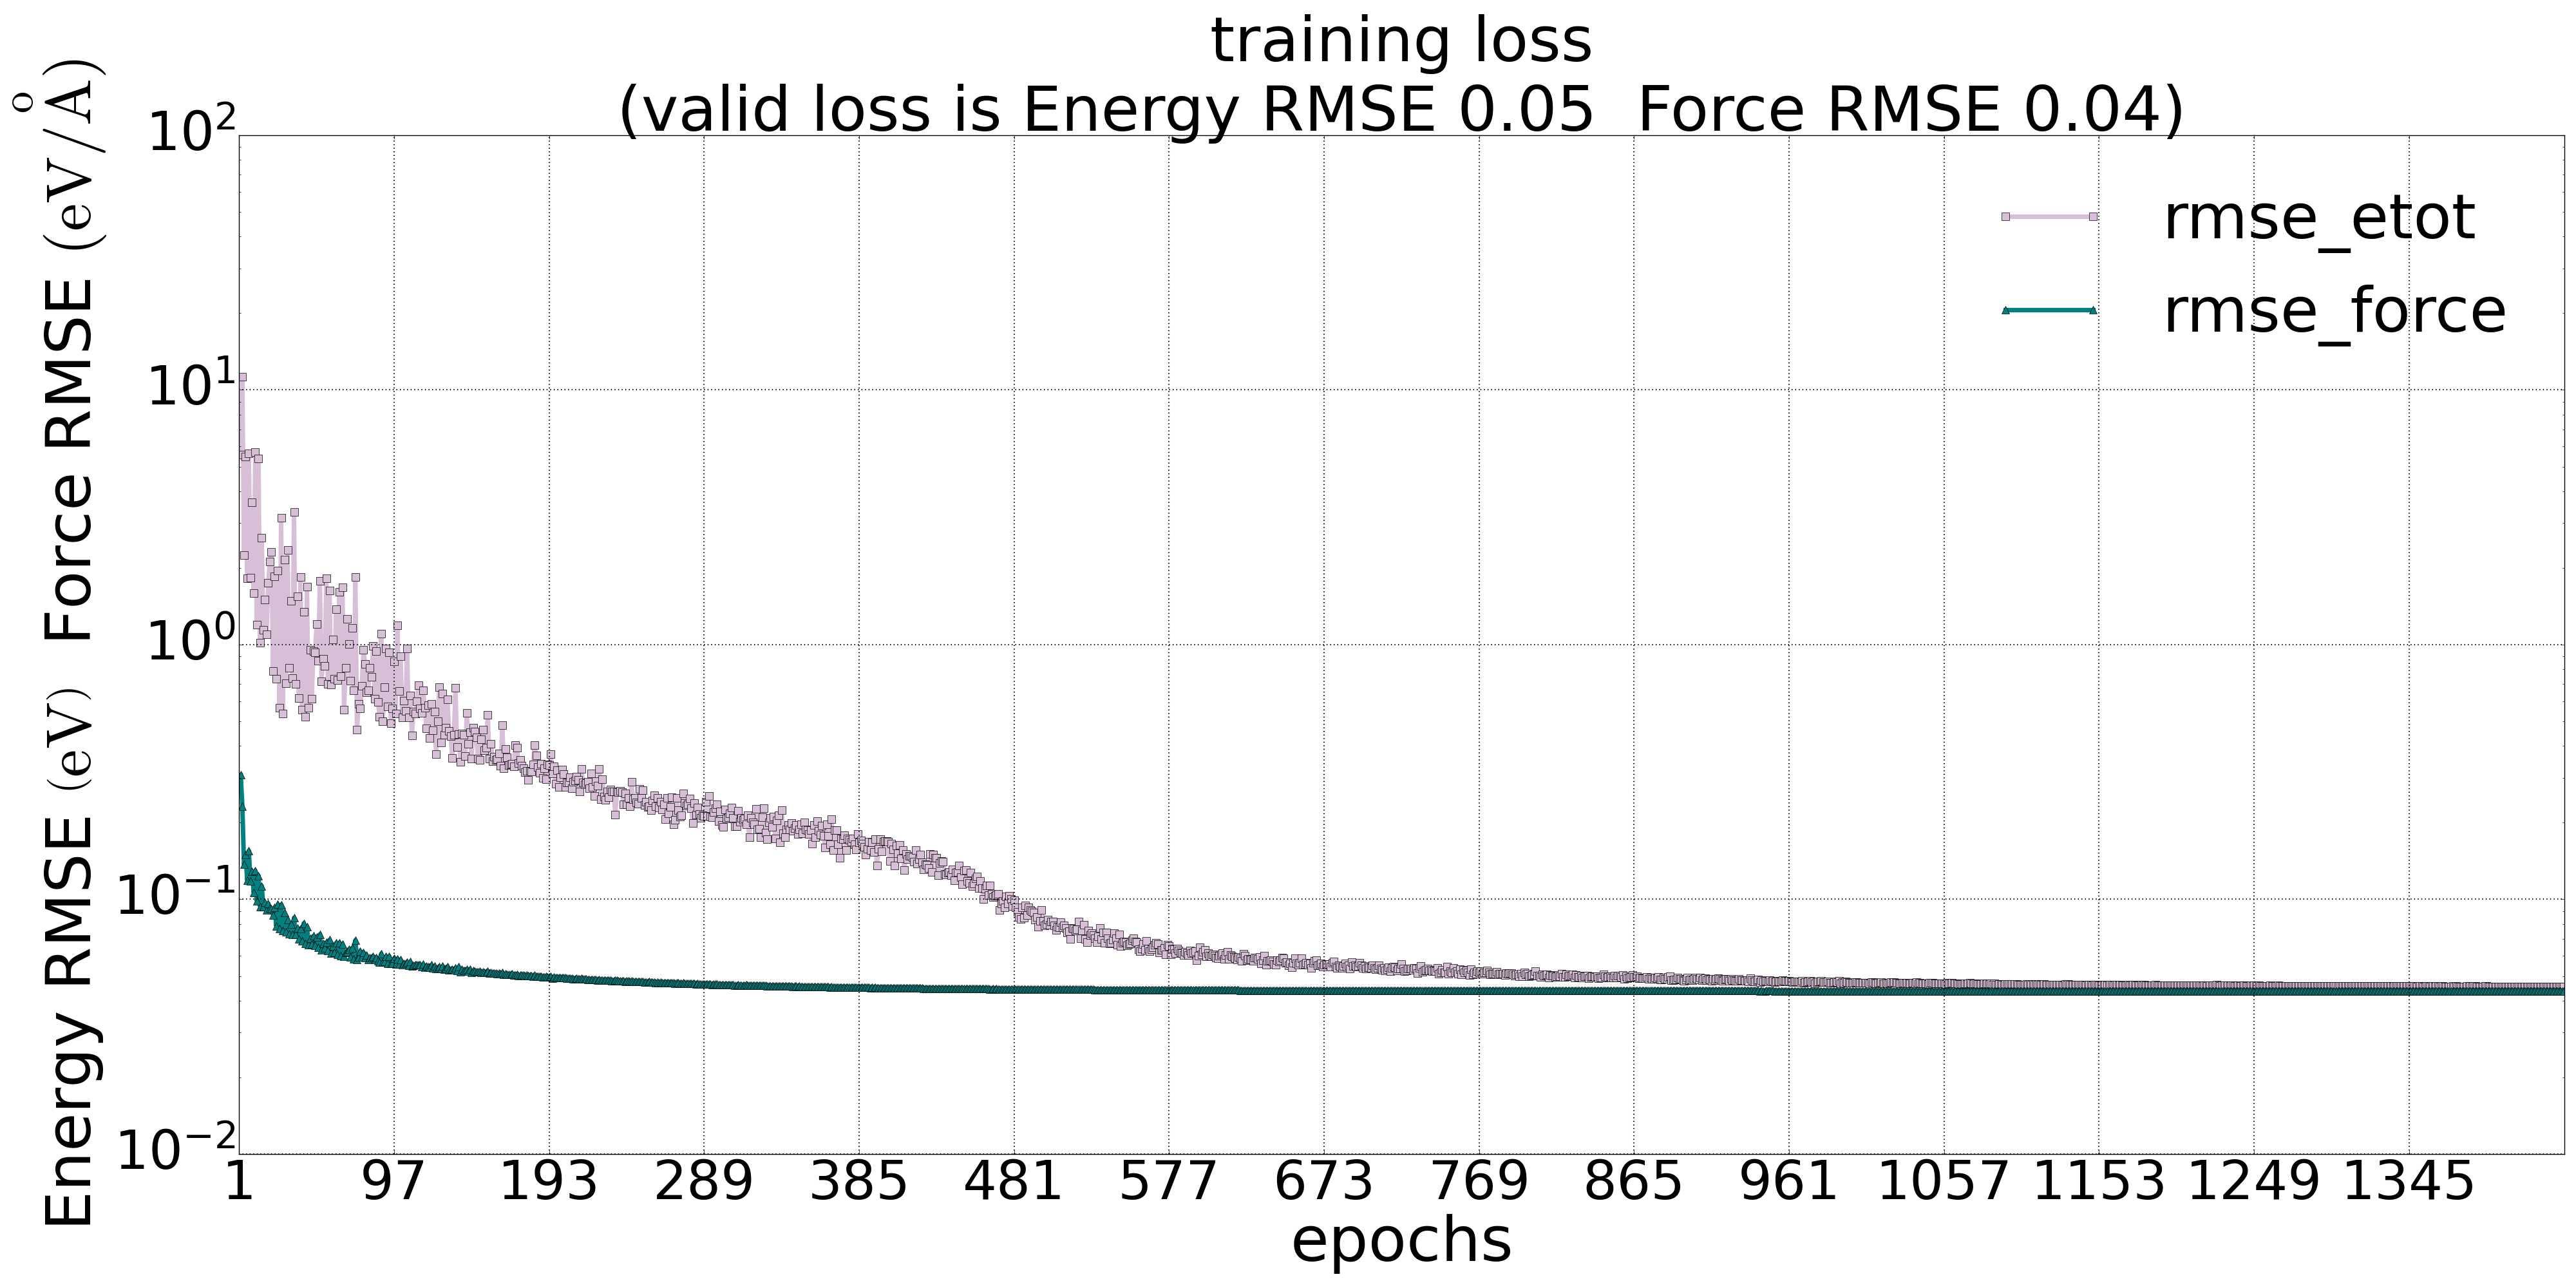 training loss
(valid loss is Energy RMSE 0.05  Force RMSE 0.04)
Energy RMSE (eV)  Force RMSE (eV/Å)
10²
10¹
10⁰
10⁻¹
10⁻²
rmse_etot
rmse_force
1 97 193 289 385 481 577 673 769 865 961 1057 1153 1249 1345
epochs